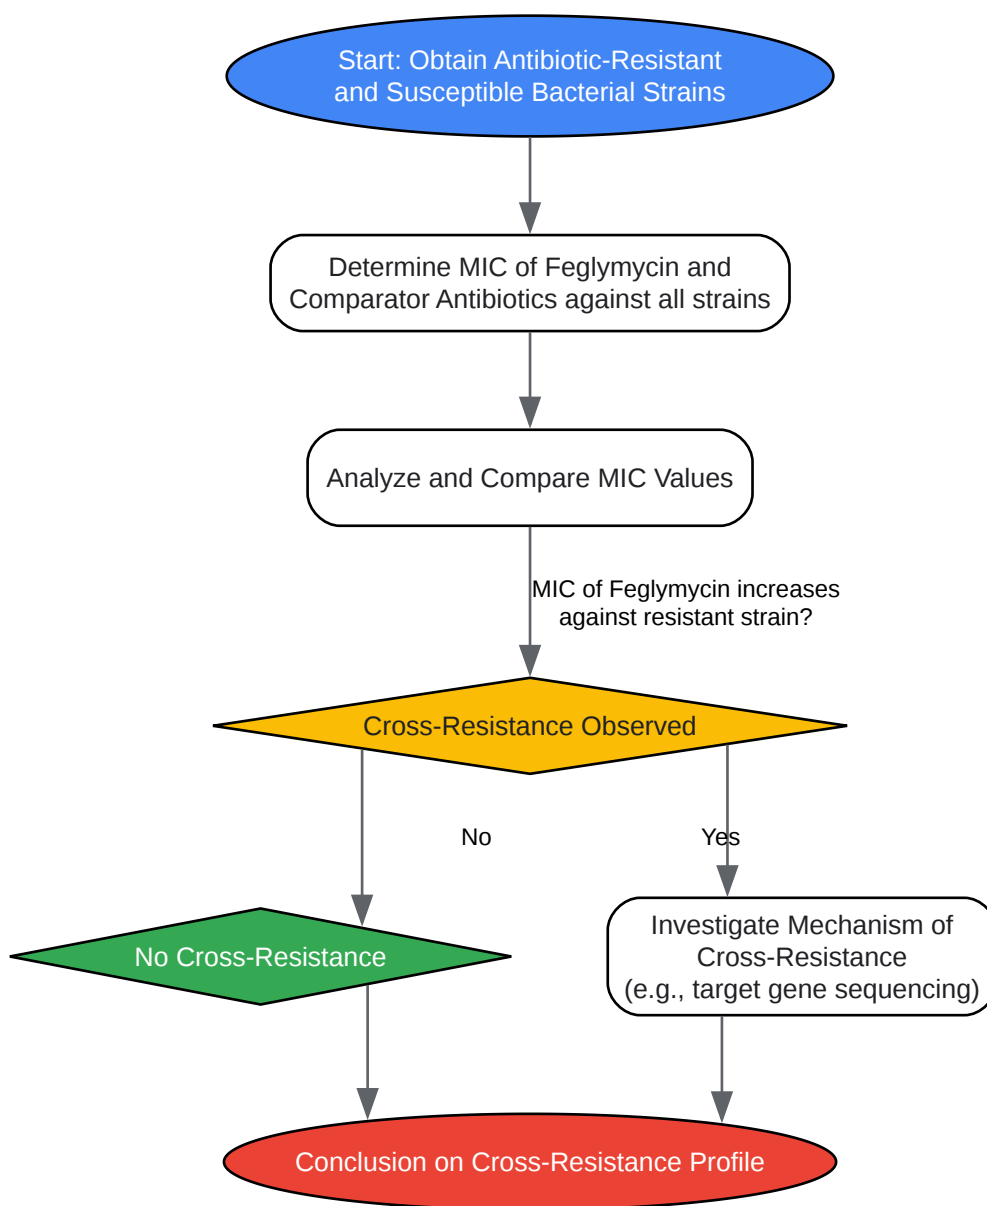 Start: Obtain Antibiotic-Resistant
and Susceptible Bacterial Strains
Determine MIC of Feglymycin and
Comparator Antibiotics against all strains
Analyze and Compare MIC Values
MIC of Feglymycin increases
against resistant strain?
Cross-Resistance Observed
No
Yes
No Cross-Resistance
Investigate Mechanism of
Cross-Resistance
(e.g., target gene sequencing)
Conclusion on Cross-Resistance Profile